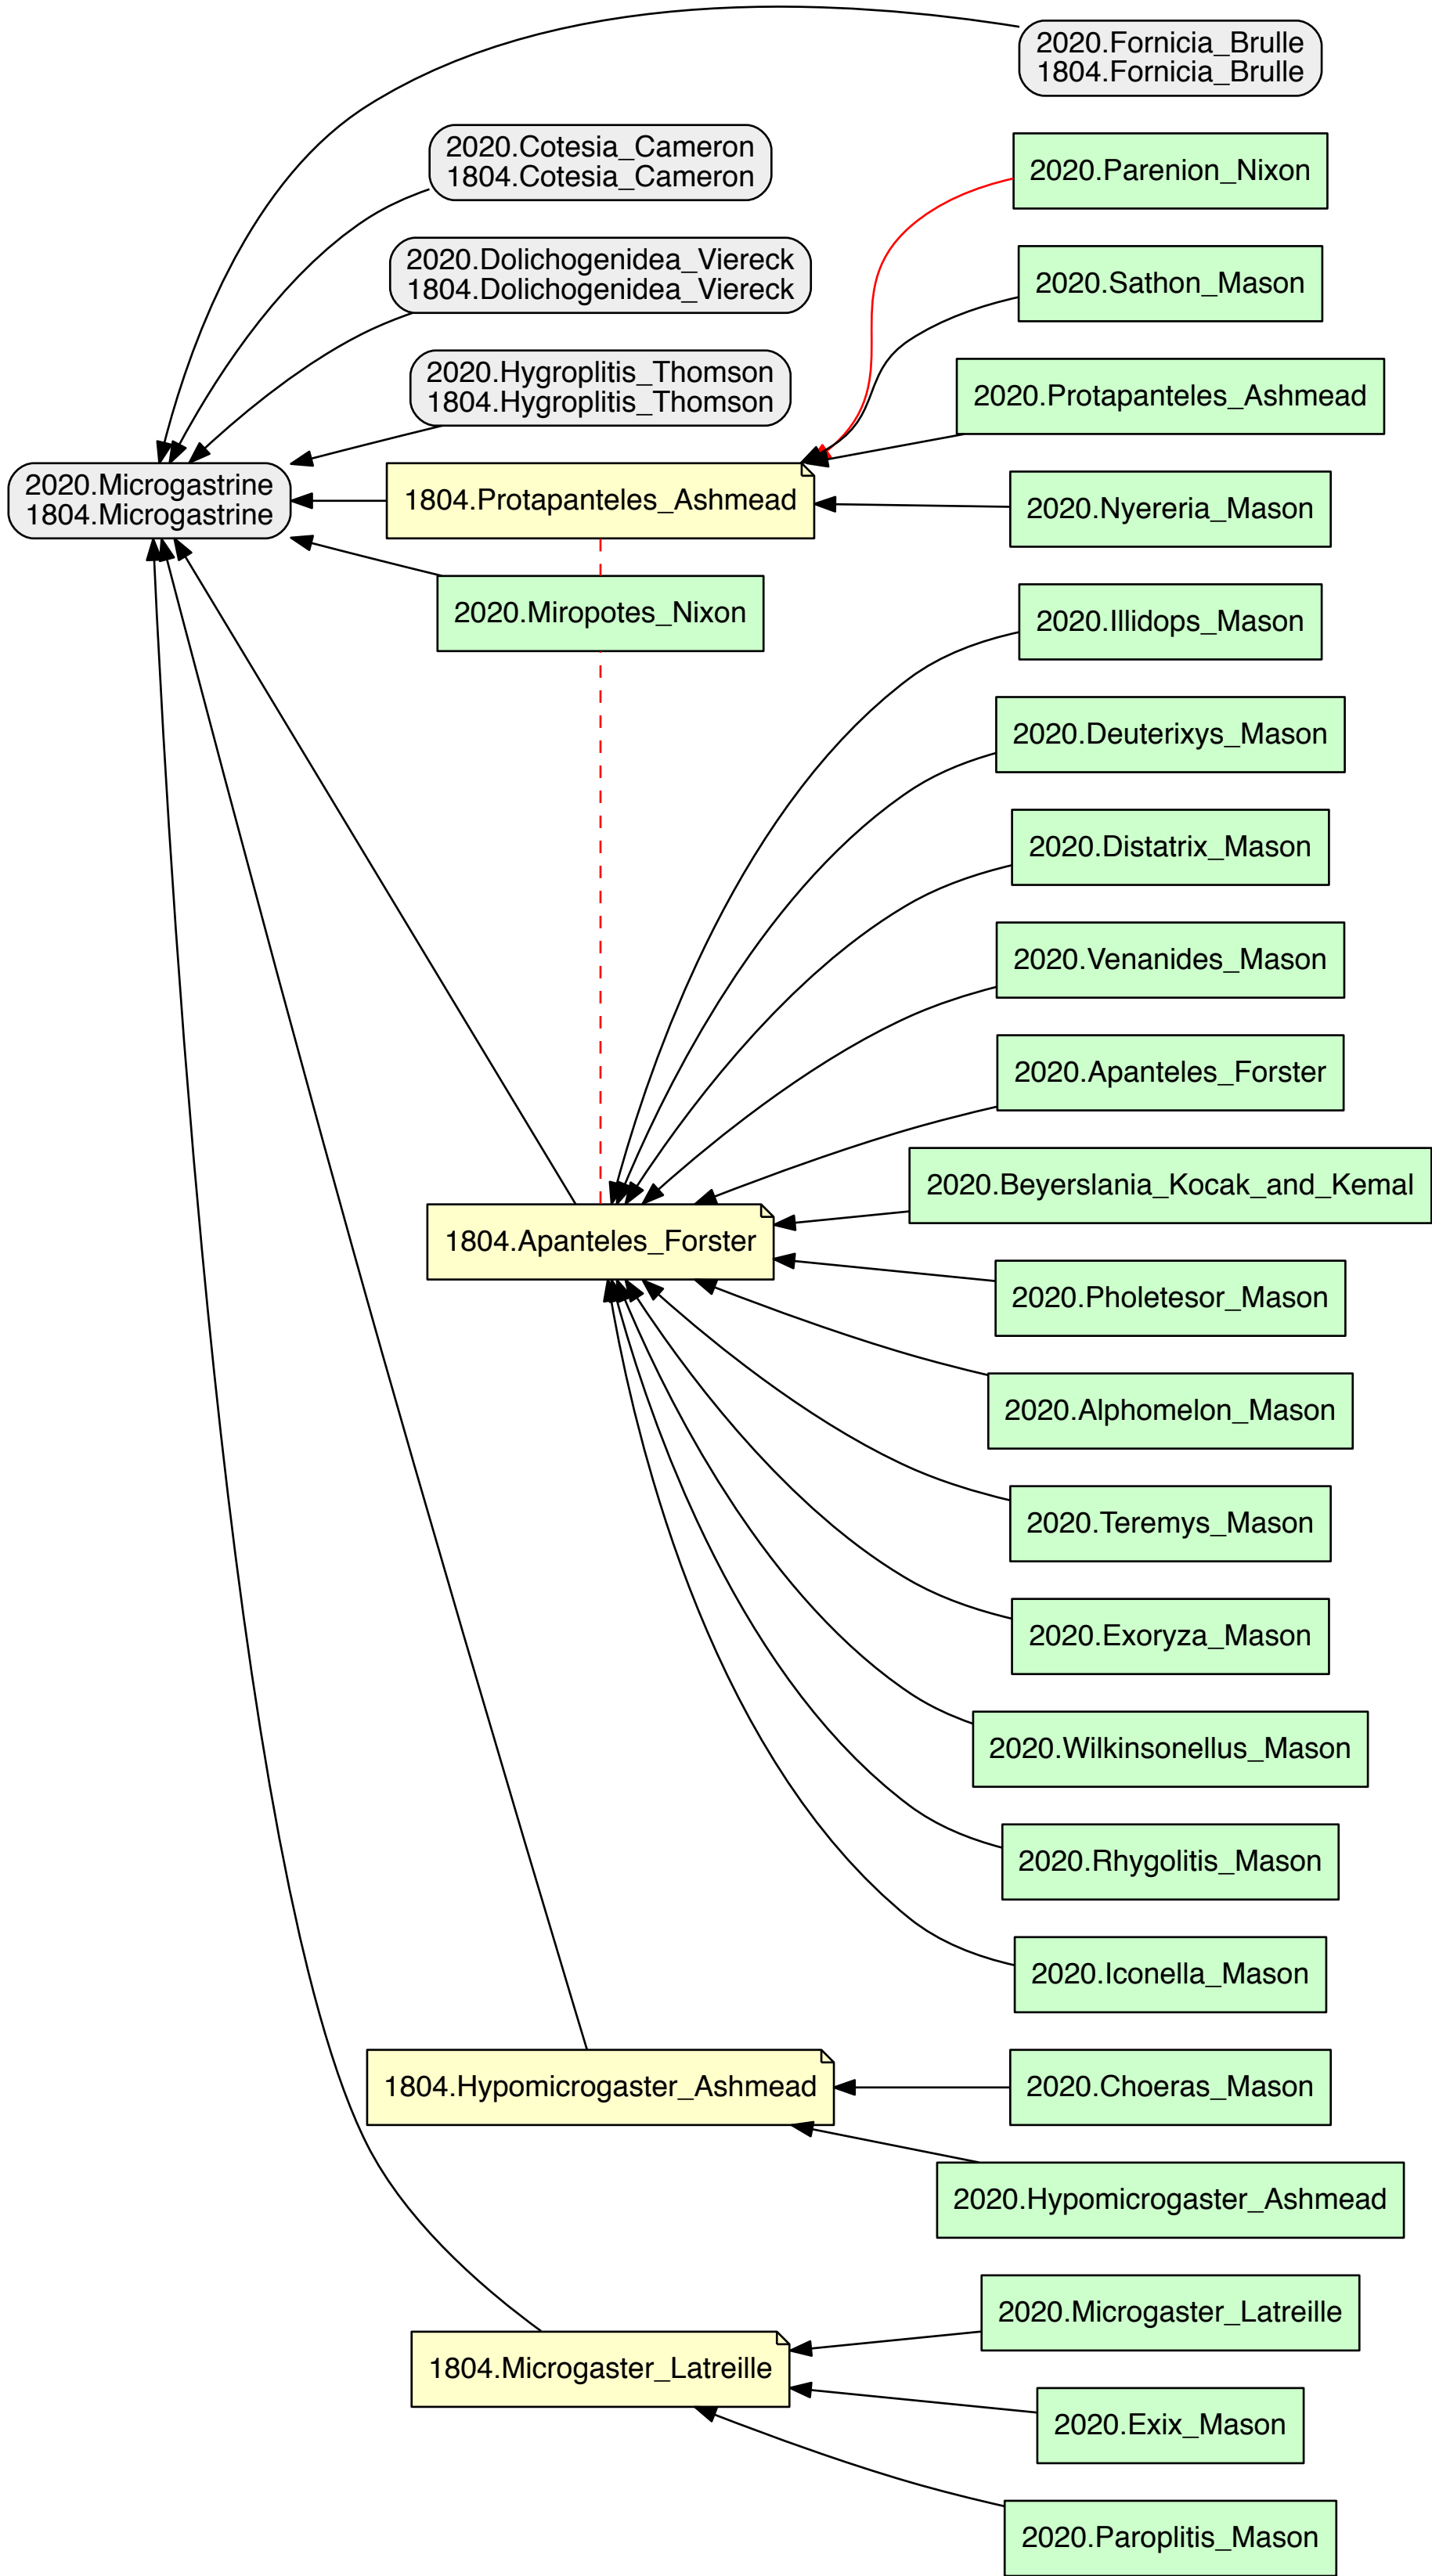 2020.Fornicia_Brulle
1804.Fornicia_Brulle
2020.Cotesia_Cameron
1804.Cotesia_Cameron
2020.Parenion_Nixon
2020.Dolichogenidea_Viereck
1804.Dolichogenidea_Viereck
2020.Sathon_Mason
2020.Hygroplitis_Thomson
1804.Hygroplitis_Thomson
2020.Protapanteles_Ashmead
2020.Microgastrine
1804.Microgastrine
1804.Protapanteles_Ashmead
2020.Nyereria_Mason
2020.Miropotes_Nixon
2020.Illidops_Mason
2020.Deuterixys_Mason
2020.Distatrix_Mason
2020.Venanides_Mason
2020.Apanteles_Forster
2020.Beyerslania_Kocak_and_Kemal
1804.Apanteles_Forster
2020.Pholetesor_Mason
2020.Alphomelon_Mason
2020.Teremys_Mason
2020.Exoryza_Mason
2020.Wilkinsonellus_Mason
2020.Rhygolitis_Mason
2020.Iconella_Mason
1804.Hypomicrogaster_Ashmead
2020.Choeras_Mason
2020.Hypomicrogaster_Ashmead
2020.Microgaster_Latreille
1804.Microgaster_Latreille
2020.Exix_Mason
2020.Paroplitis_Mason